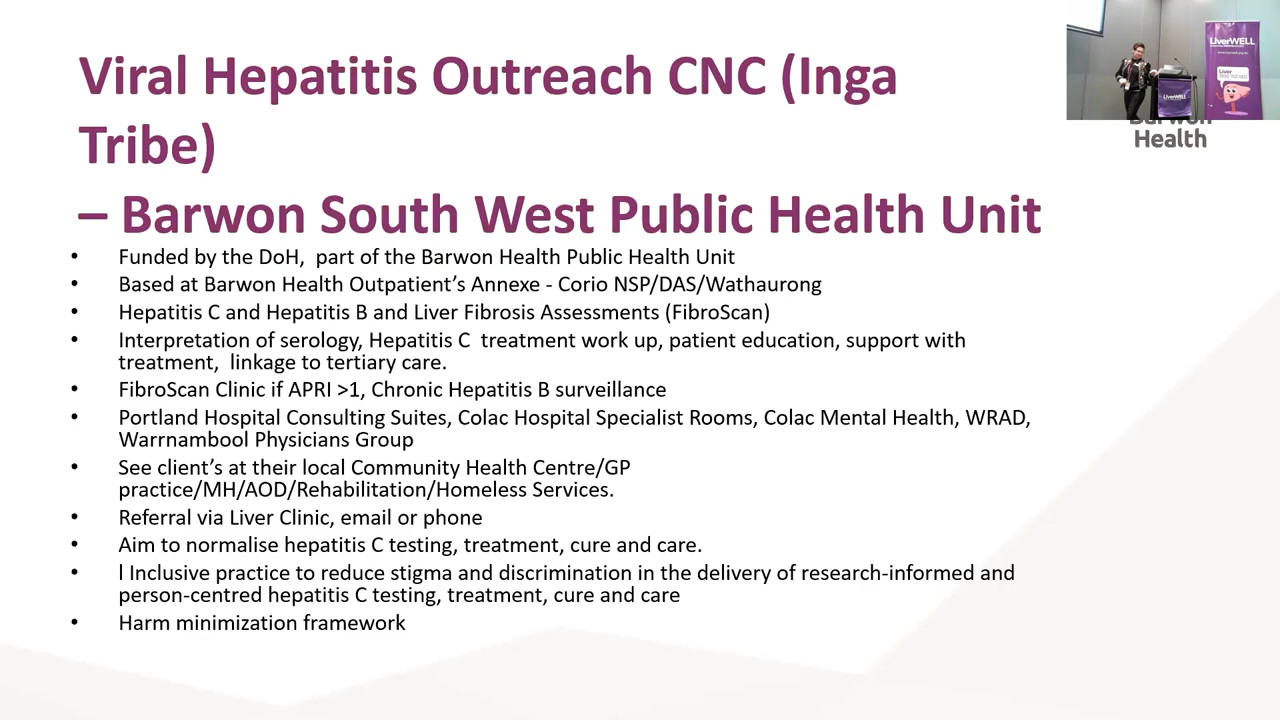 Viral Hepatitis Outreach CNC (Inga
Tribe)
– Barwon South West Public Health Unit
• Funded by the DoH, part of the Barwon Health Public Health Unit
• Based at Barwon Health Outpatient’s Annexe - Corio NSP/DAS/Wathaurong
• Hepatitis C and Hepatitis B and Liver Fibrosis Assessments (FibroScan)
• Interpretation of serology, Hepatitis C treatment work up, patient education, support with
treatment, linkage to tertiary care.
• FibroScan Clinic if APRI >1, Chronic Hepatitis B surveillance
• Portland Hospital Consulting Suites, Colac Hospital Specialist Rooms, Colac Mental Health, WRAD,
Warrnambool Physicians Group
• See client’s at their local Community Health Centre/GP
practice/MH/AOD/Rehabilitation/Homeless Services.
• Referral via Liver Clinic, email or phone
• Aim to normalise hepatitis C testing, treatment, cure and care.
• l Inclusive practice to reduce stigma and discrimination in the delivery of research-informed and
person-centred hepatitis C testing, treatment, cure and care
• Harm minimization framework
LiverWELL
Liver
LiverWELL
Barwon
Health